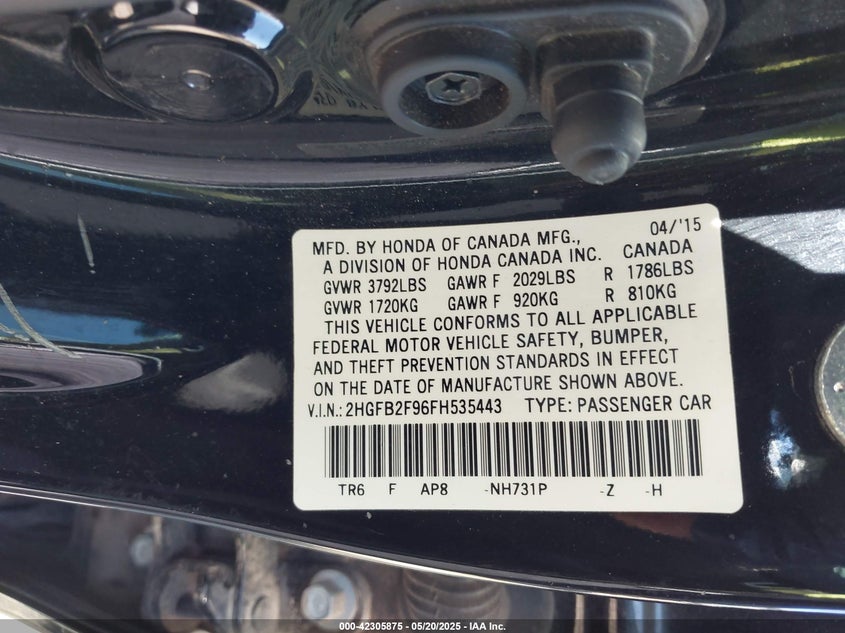 04/'15
MFD. BY HONDA OF CANADA MFG.,
A DIVISION OF HONDA CANADA INC. CANADA
GVWR 3792LBS GAWR F 2029LBS R 1786LBS
GVWR 1720KG GAWR F 920KG R 810KG
THIS VEHICLE CONFORMS TO ALL APPLICABLE
FEDERAL MOTOR VEHICLE SAFETY, BUMPER,
AND THEFT PREVENTION STANDARDS IN EFFECT
ON THE DATE OF MANUFACTURE SHOWN ABOVE.
V.I.N.: 2HGFB2F96FH535443 TYPE: PASSENGER CAR
TR6 F AP8 -NH731P -Z -H
000-42305875 - 05/20/2025 - IAA Inc.